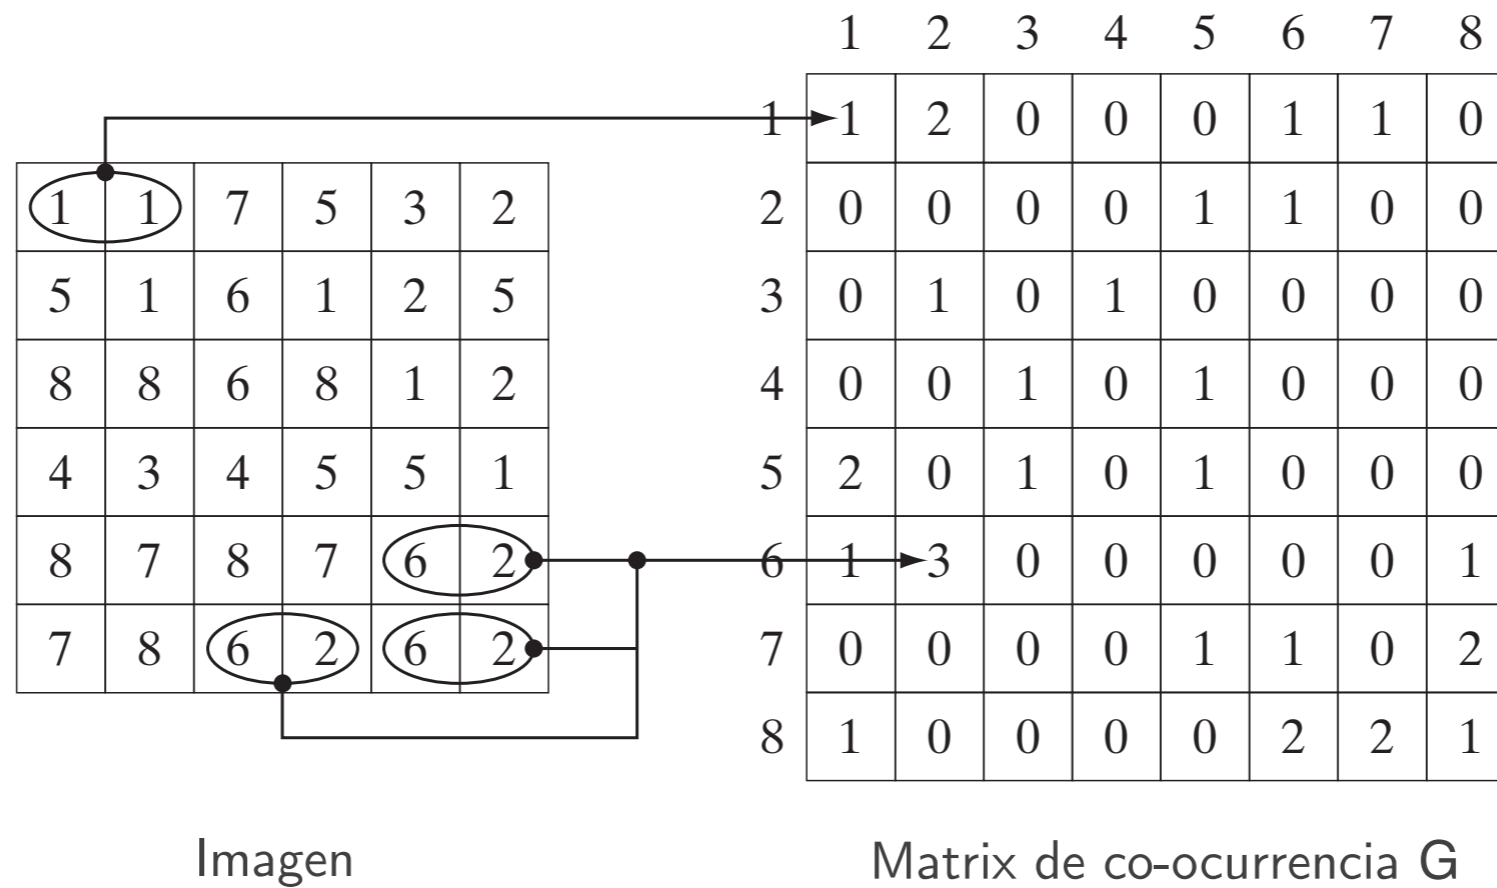 1 2 3 4 5 6 7 8
1 1 2 0 0 0 1 1 0
1 1 7 5 3 2 2 0 0 0 0 1 1 0 0
5 1 6 1 2 5 3 0 1 0 1 0 0 0 0
8 8 6 8 1 2 4 0 0 1 0 1 0 0 0
4 3 4 5 5 1 5 2 0 1 0 1 0 0 0
8 7 8 7 6 2 6 1 3 0 0 0 0 0 1
7 8 6 2 6 2 7 0 0 0 0 1 1 0 2
8 1 0 0 0 0 2 2 1
Imagen Matrix de co-ocurrencia G